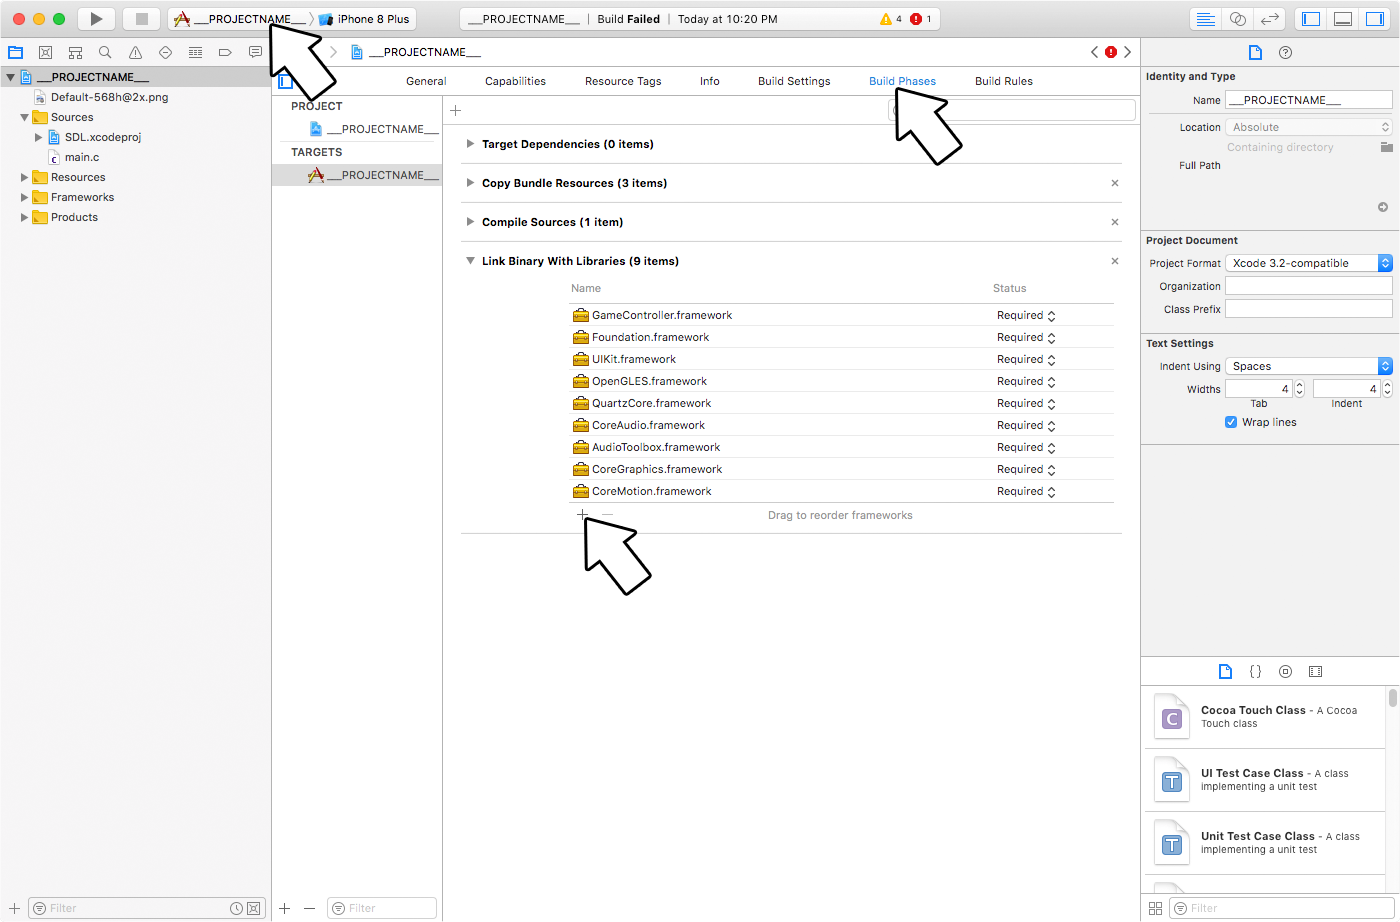 ___PROJECTNAME___ iPhone 8 Plus
___PROJECTNAME___ | Build Failed | Today at 10:20 PM 4 1
___PROJECTNAME___
Default-568h@2x.png
Sources
SDL.xcodeproj
main.c
Resources
Frameworks
Products
Filter
___PROJECTNAME___
General Capabilities Resource Tags Info Build Settings Build Phases Build Rules
PROJECT
___PROJECTNAME___
TARGETS
___PROJECTNAME___
Filter
Target Dependencies (0 items)
Copy Bundle Resources (3 items)
Compile Sources (1 item)
Link Binary With Libraries (9 items)
Name Status
GameController.framework Required
Foundation.framework Required
UIKit.framework Required
OpenGLES.framework Required
QuartzCore.framework Required
CoreAudio.framework Required
AudioToolbox.framework Required
CoreGraphics.framework Required
CoreMotion.framework Required
Drag to reorder frameworks
Identity and Type
Name ___PROJECTNAME___
Location Absolute
Containing directory
Full Path
Project Document
Project Format Xcode 3.2-compatible
Organization
Class Prefix
Text Settings
Indent Using Spaces
Widths 4 4
Tab Indent
Wrap lines
{}
C
Cocoa Touch Class - A Cocoa
Touch class
T
UI Test Case Class - A class
implementing a unit test
T
Unit Test Case Class - A class
implementing a unit test
Filter